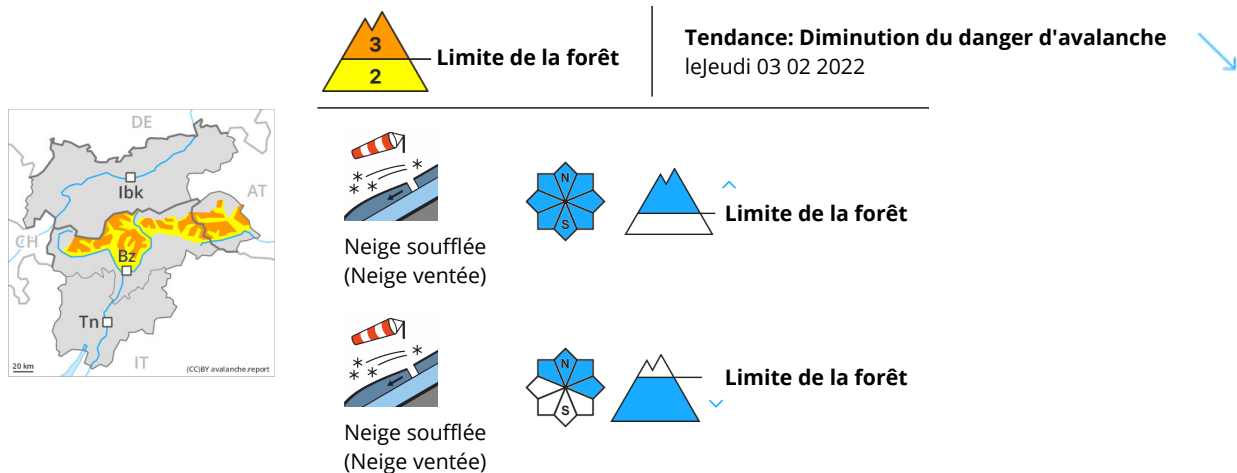 3
2
Limite de la forêt
Tendance: Diminution du danger d'avalanche
leJeudi 03 02 2022
DE
Ibk
AT
CH
Bz
Tn
IT
20 km
(CC)BY avalanche.report
N
S
Limite de la forêt
Neige soufflée
(Neige ventée)
N
S
Limite de la forêt
Neige soufflée
(Neige ventée)